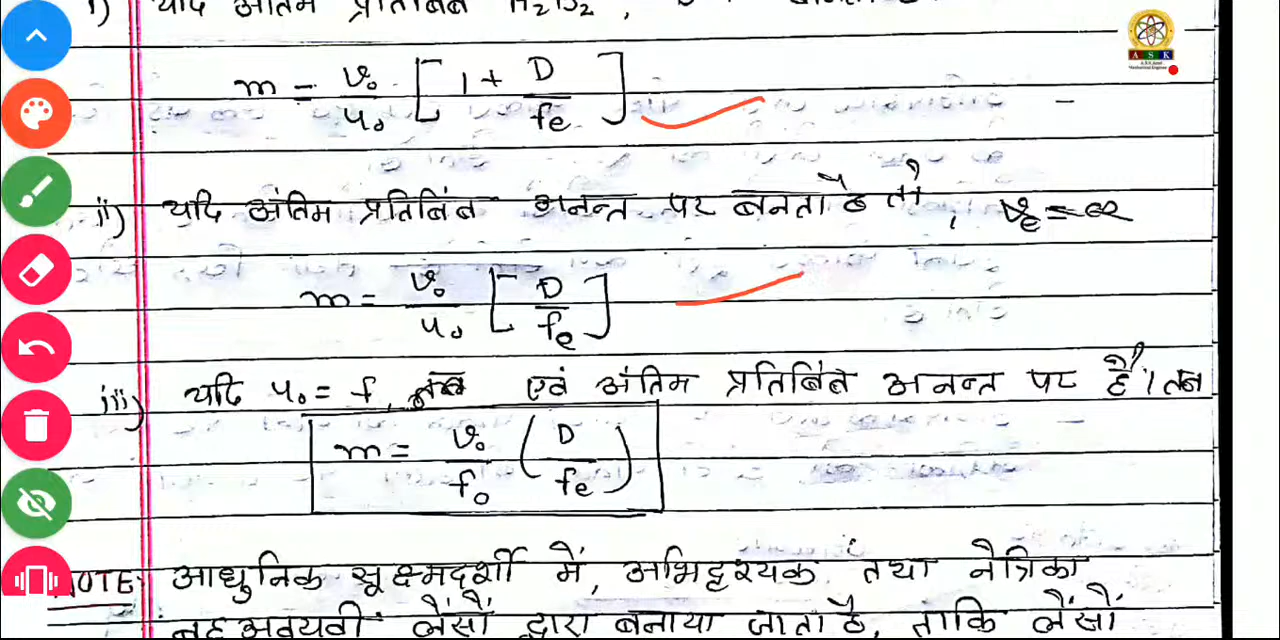 i) यदि अंतिम प्रतिबिंब A₂B₂,
A S K
m = v₀/u₀ [1 + D/fe]
ii) यदि अंतिम प्रतिबिंब अनन्त पर बनता है तो, ve = ∞
m = v₀/u₀ [D/fe]
iii) यदि u₀ = f, एवं अंतिम प्रतिबिंब अनन्त पर है। तब
m = v₀/f₀ (D/fe)
NOTE: आधुनिक सूक्ष्मदर्शी में, अभिदृश्यक तथा नेत्रिका
बहुअवयवी लेंसों द्वारा बनाया जाता है, ताकि लेंसों